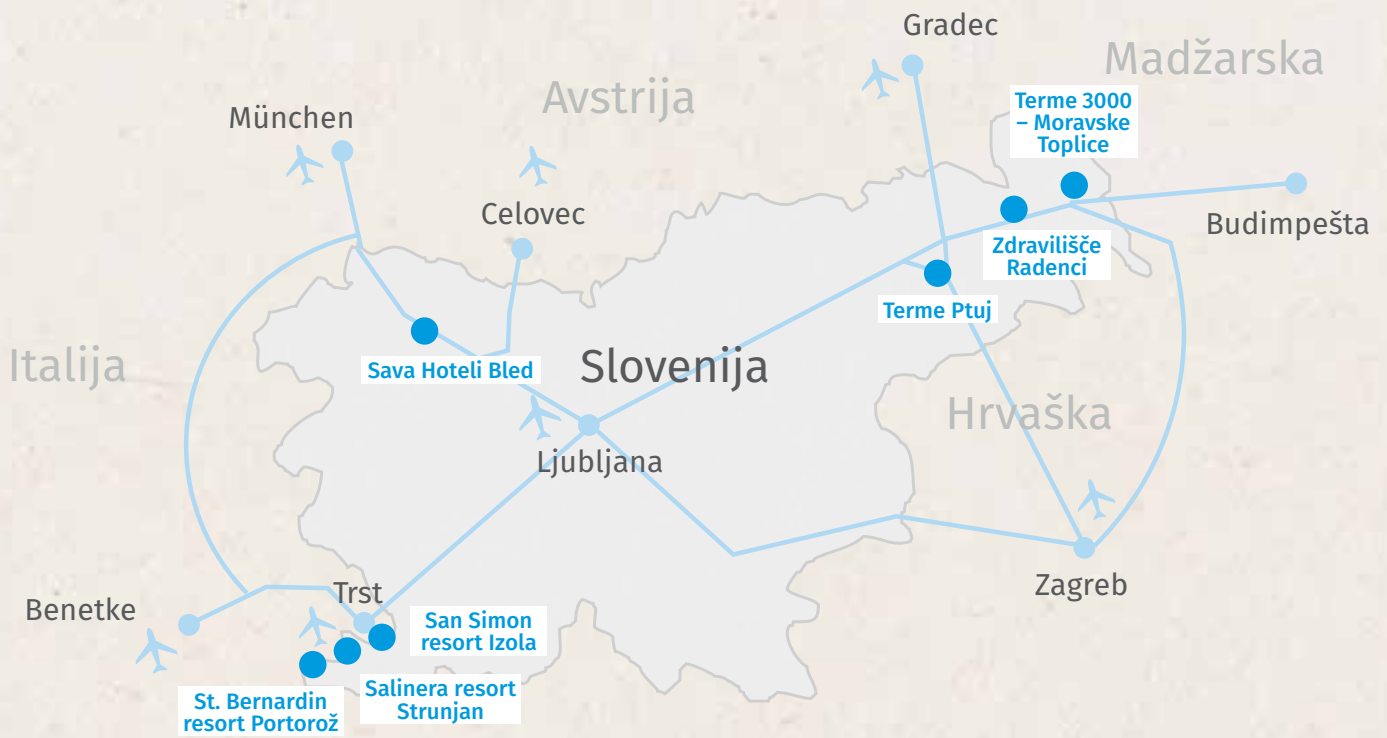 Gradec
Madžarska
Avstrija
München
Terme 3000
– Moravske
Toplice
Celovec
Budimpešta
Zdravilišče
Radenci
Terme Ptuj
Italija
Sava Hoteli Bled
Slovenija
Hrvaška
Ljubljana
Zagreb
Trst
Benetke
San Simon
resort Izola
Salinera resort
Strunjan
St. Bernardin
resort Portorož